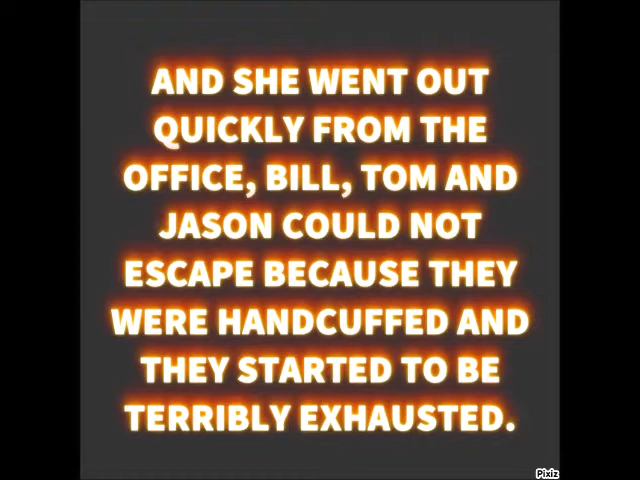 AND SHE WENT OUT
QUICKLY FROM THE
OFFICE, BILL, TOM AND
JASON COULD NOT
ESCAPE BECAUSE THEY
WERE HANDCUFFED AND
THEY STARTED TO BE
TERRIBLY EXHAUSTED.
Pixiz